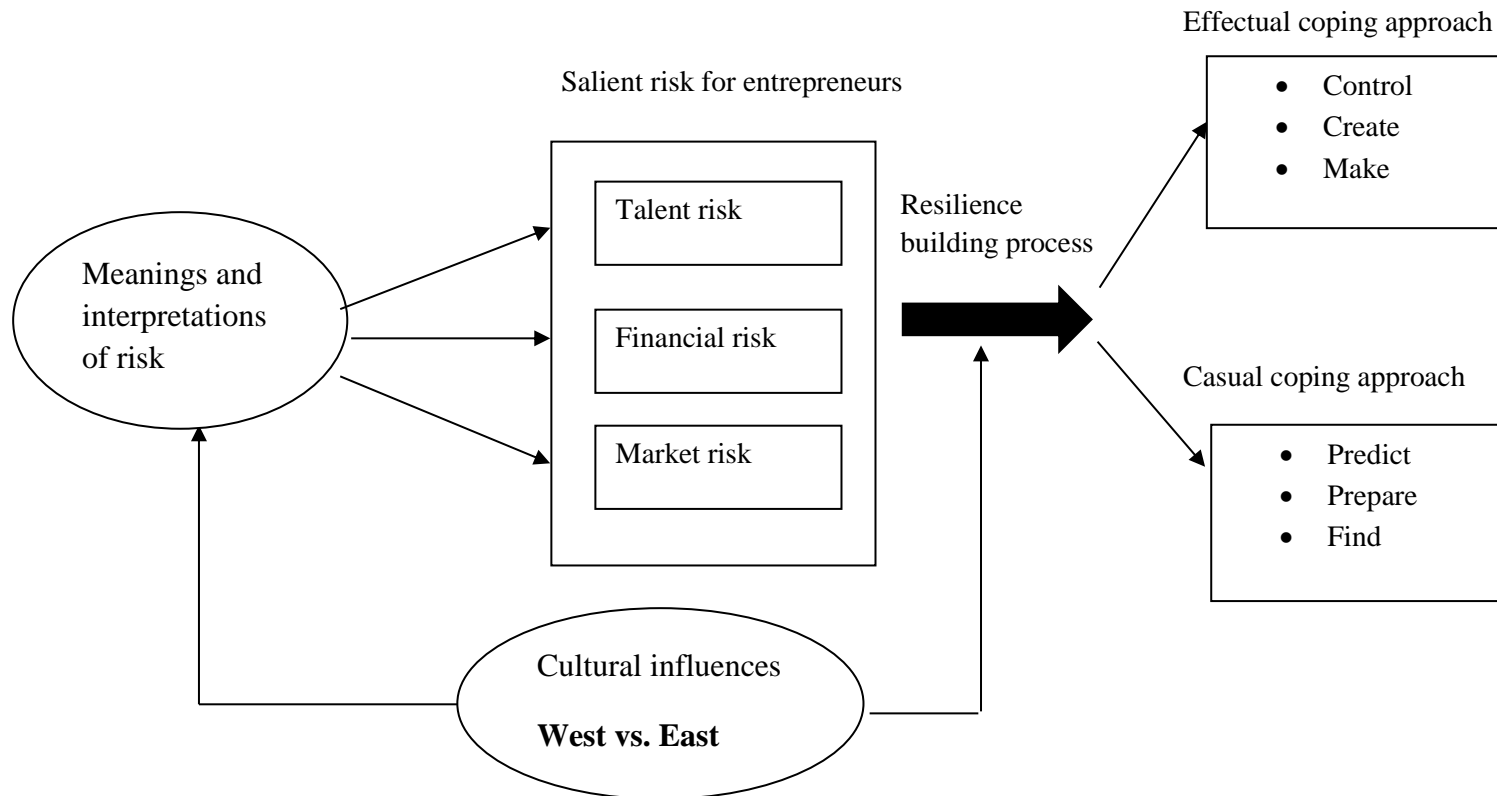 Effectual coping approach
• Control
• Create
• Make
Salient risk for entrepreneurs
Talent risk
Financial risk
Market risk
Resilience
building process
Meanings and
interpretations
of risk
Casual coping approach
• Predict
• Prepare
• Find
Cultural influences
West vs. East